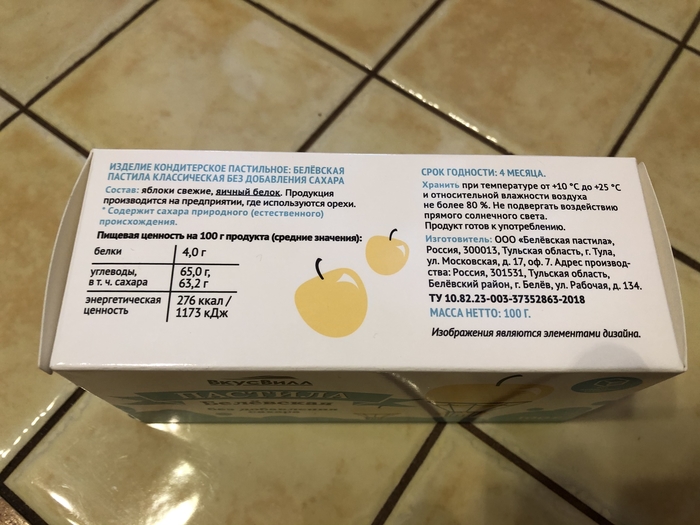 ИЗДЕЛИЕ КОНДИТЕРСКОЕ ПАСТИЛЬНОЕ: БЕЛЁВСКАЯ
ПАСТИЛА КЛАССИЧЕСКАЯ БЕЗ ДОБАВЛЕНИЯ САХАРА
Состав: яблоки свежие, яичный белок. Продукция
производится на предприятии, где используются орехи.
* Содержит сахара природного (естественного)
происхождения.
Пищевая ценность на 100 г продукта (средние значения):
белки 4,0 г
углеводы, 65,0 г,
в т. ч. сахара 63,2 г
энергетическая 276 ккал /
ценность 1173 кДж
СРОК ГОДНОСТИ: 4 МЕСЯЦА.
Хранить при температуре от +10 °С до +25 °С
и относительной влажности воздуха
не более 80 %. Не подвергать воздействию
прямого солнечного света.
Продукт готов к употреблению.
Изготовитель: ООО «Белёвская пастила»,
Россия, 300013, Тульская область, г. Тула,
ул. Московская, д. 17, оф. 7. Адрес производ-
ства: Россия, 301531, Тульская область,
Белёвский район, г. Белёв, ул. Рабочая, д. 134.
ТУ 10.82.23-003-37352863-2018
МАССА НЕТТО: 100 Г.
Изображения являются элементами дизайна.
ВКУСВИЛЛ
ПАСТИЛА
Белёвская
без добавления
сахара